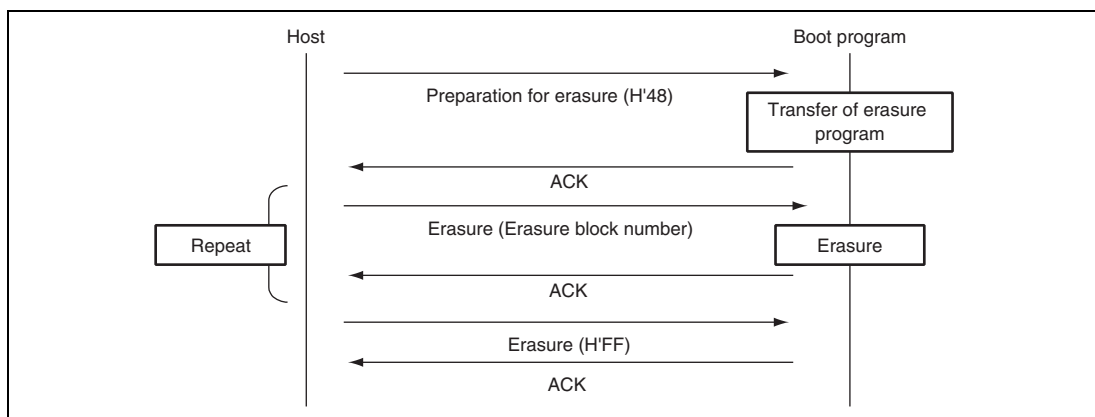 Host
Boot program
Preparation for erasure (H'48)
Transfer of erasure
program
ACK
Erasure (Erasure block number)
Repeat
Erasure
ACK
Erasure (H'FF)
ACK